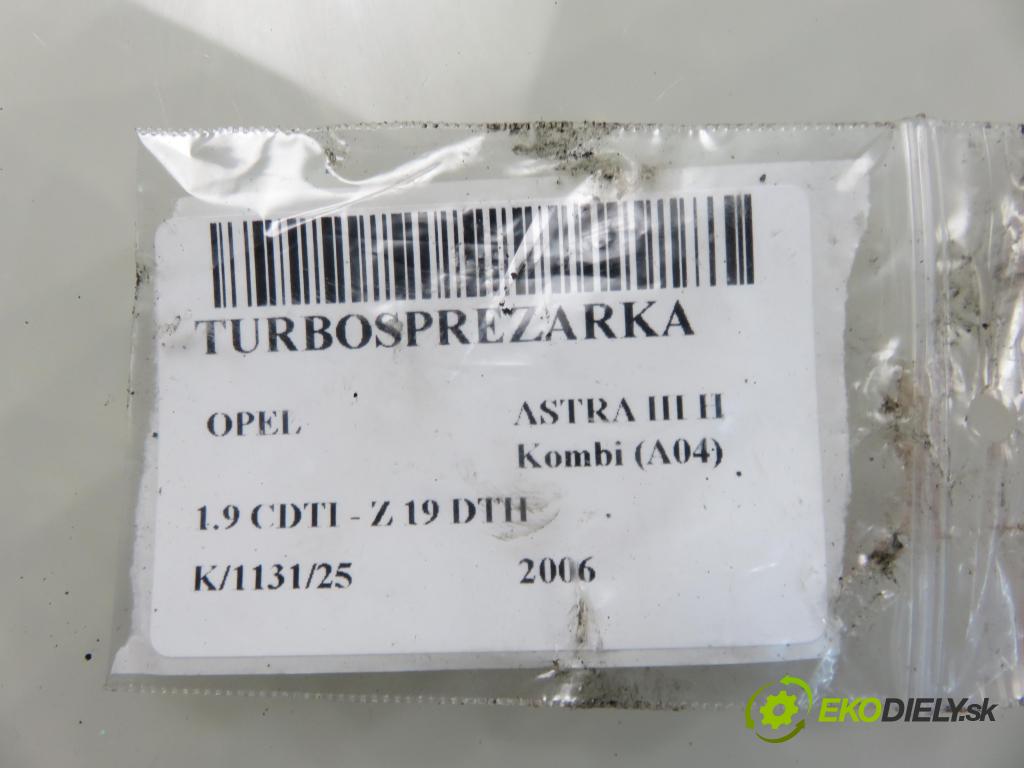 TURBOSPREZARKA
OPEL
ASTRA III H
Kombi (A04)
1.9 CDTI - Z 19 DTH
K/1131/25
2006
EKODIELY.sk